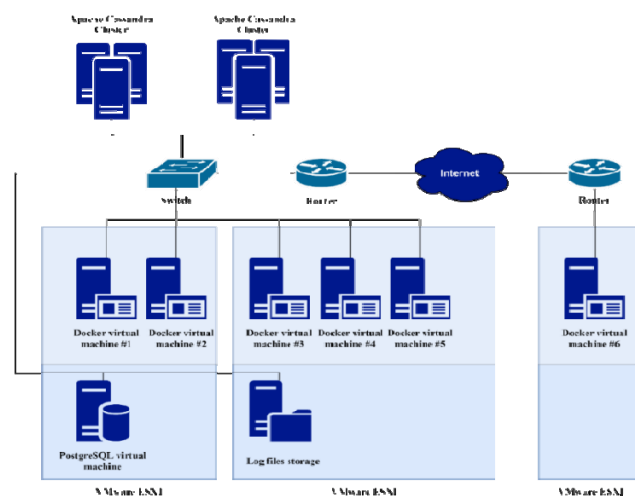 Apache Cassandra
Cluster
Apache Cassandra
Cluster
Switch
Router
Internet
Router
Docker virtual
machine #1
Docker virtual
machine #2
Docker virtual
machine #3
Docker virtual
machine #4
Docker virtual
machine #5
Docker virtual
machine #6
PostgreSQL virtual
machine
Log files storage
VMware ESXI
VMware ESXI
VMware ESXI